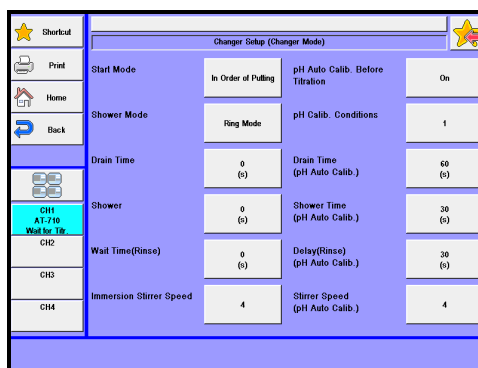 Shortcut
Print
Home
Back
CH1
AT-710
Wait for Titr.
CH2
CH3
CH4
Changer Setup (Changer Mode)
Start Mode
In Order of Putting
pH Auto Calib. Before
Titration
On
Shower Mode
Ring Mode
pH Calib. Conditions
1
Drain Time
0
(s)
Drain Time
(pH Auto Calib.)
60
(s)
Shower
0
(s)
Shower Time
(pH Auto Calib.)
30
(s)
Wait Time(Rinse)
0
(s)
Delay(Rinse)
(pH Auto Calib.)
30
(s)
Immersion Stirrer Speed
4
Stirrer Speed
(pH Auto Calib.)
4